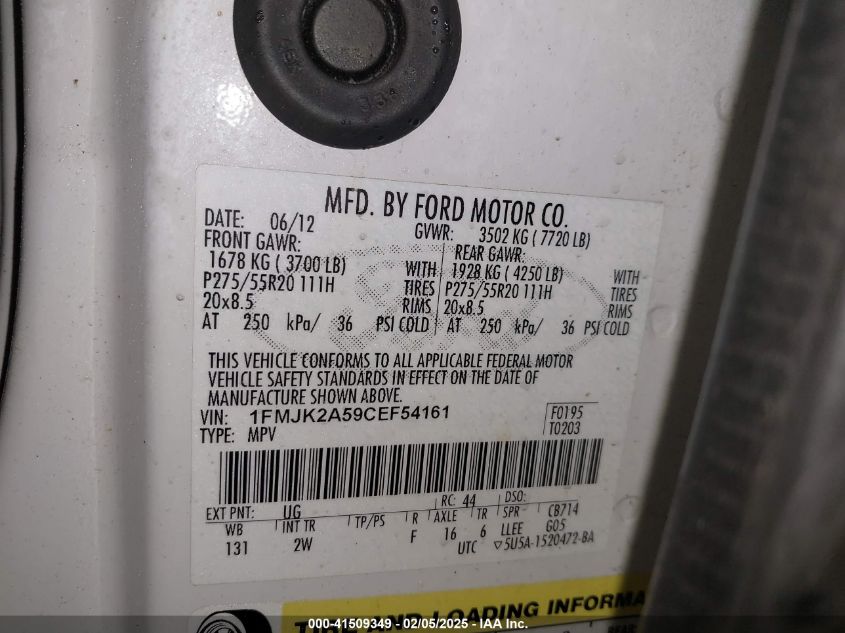 MFD. BY FORD MOTOR CO.
DATE: 06/12 GVWR: 3502 KG ( 7720 LB)
FRONT GAWR: REAR GAWR:
1678 KG ( 3700 LB) WITH 1928 KG ( 4250 LB) WITH
P275/55R20 111H TIRES P275/55R20 111H TIRES
20x8.5 RIMS 20x8.5 RIMS
AT 250 kPa/ 36 PSI COLD AT 250 kPa/ 36 PSI COLD
THIS VEHICLE CONFORMS TO ALL APPLICABLE FEDERAL MOTOR
VEHICLE SAFETY STANDARDS IN EFFECT ON THE DATE OF
MANUFACTURE SHOWN ABOVE.
VIN: 1FMJK2A59CEF54161 F0195
TYPE: MPV T0203
EXT PNT: UG RC: 44 DSO:
WB INT TR TP/PS R AXLE TR SPR CB714
131 2W F 16 6 LLEE G05
UTC ▽5U5A-1520472-BA
TIRE AND LOADING INFORMA
000-41509349 - 02/05/2025 - IAA Inc.